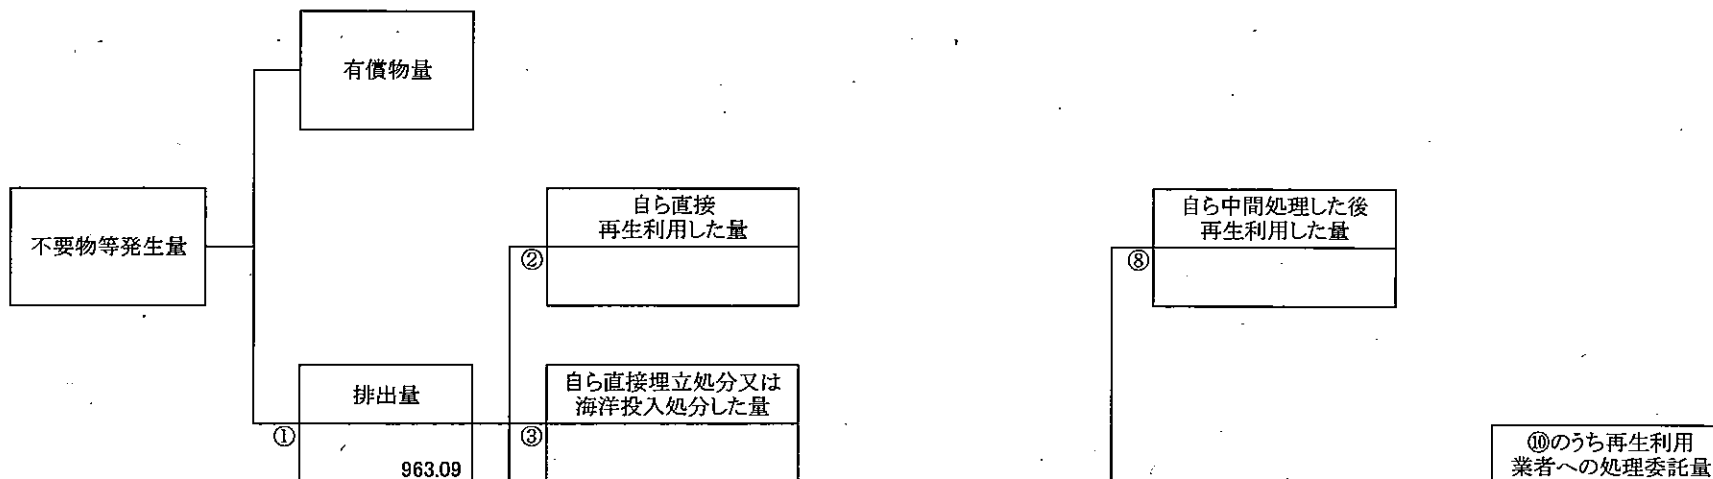 有償物量
不要物等発生量
自ら直接
再生利用した量
②
自ら中間処理した後
再生利用した量
⑧
排出量
①
963.09
自ら直接埋立処分又は
海洋投入処分した量
③
⑩のうち再生利用
業者への処理委託量